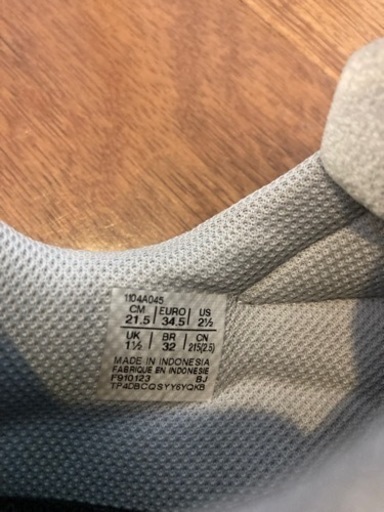 1104A045
CM EURO US
21.5 34.5 2½
UK BR CN
1½ 32 215(2.5)
MADE IN INDONESIA
FABRIQUE EN INDONESIE
F910123 BJ
TP4DBCQSYY6YQKB